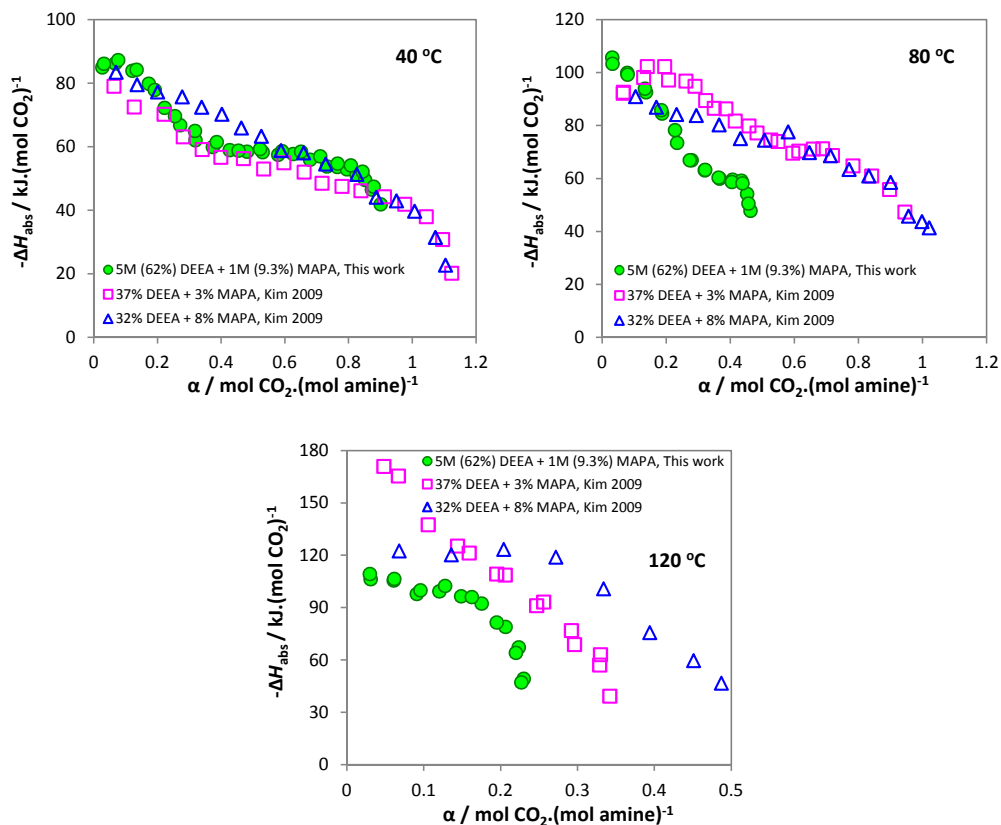 100
80
60
40
20
0
-ΔH_abs / kJ.(mol CO₂)⁻¹
40 °C
5M (62%) DEEA + 1M (9.3%) MAPA, This work
37% DEEA + 3% MAPA, Kim 2009
32% DEEA + 8% MAPA, Kim 2009
0 0.2 0.4 0.6 0.8 1 1.2
α / mol CO₂.(mol amine)⁻¹
120
100
80
60
40
20
0
-ΔH_abs / kJ.(mol CO₂)⁻¹
80 °C
5M (62%) DEEA + 1M (9.3%) MAPA, This work
37% DEEA + 3% MAPA, Kim 2009
32% DEEA + 8% MAPA, Kim 2009
0 0.2 0.4 0.6 0.8 1 1.2
α / mol CO₂.(mol amine)⁻¹
180
150
120
90
60
30
0
-ΔH_abs / kJ.(mol CO₂)⁻¹
5M (62%) DEEA + 1M (9.3%) MAPA, This work
37% DEEA + 3% MAPA, Kim 2009
32% DEEA + 8% MAPA, Kim 2009
120 °C
0 0.1 0.2 0.3 0.4 0.5
α / mol CO₂.(mol amine)⁻¹